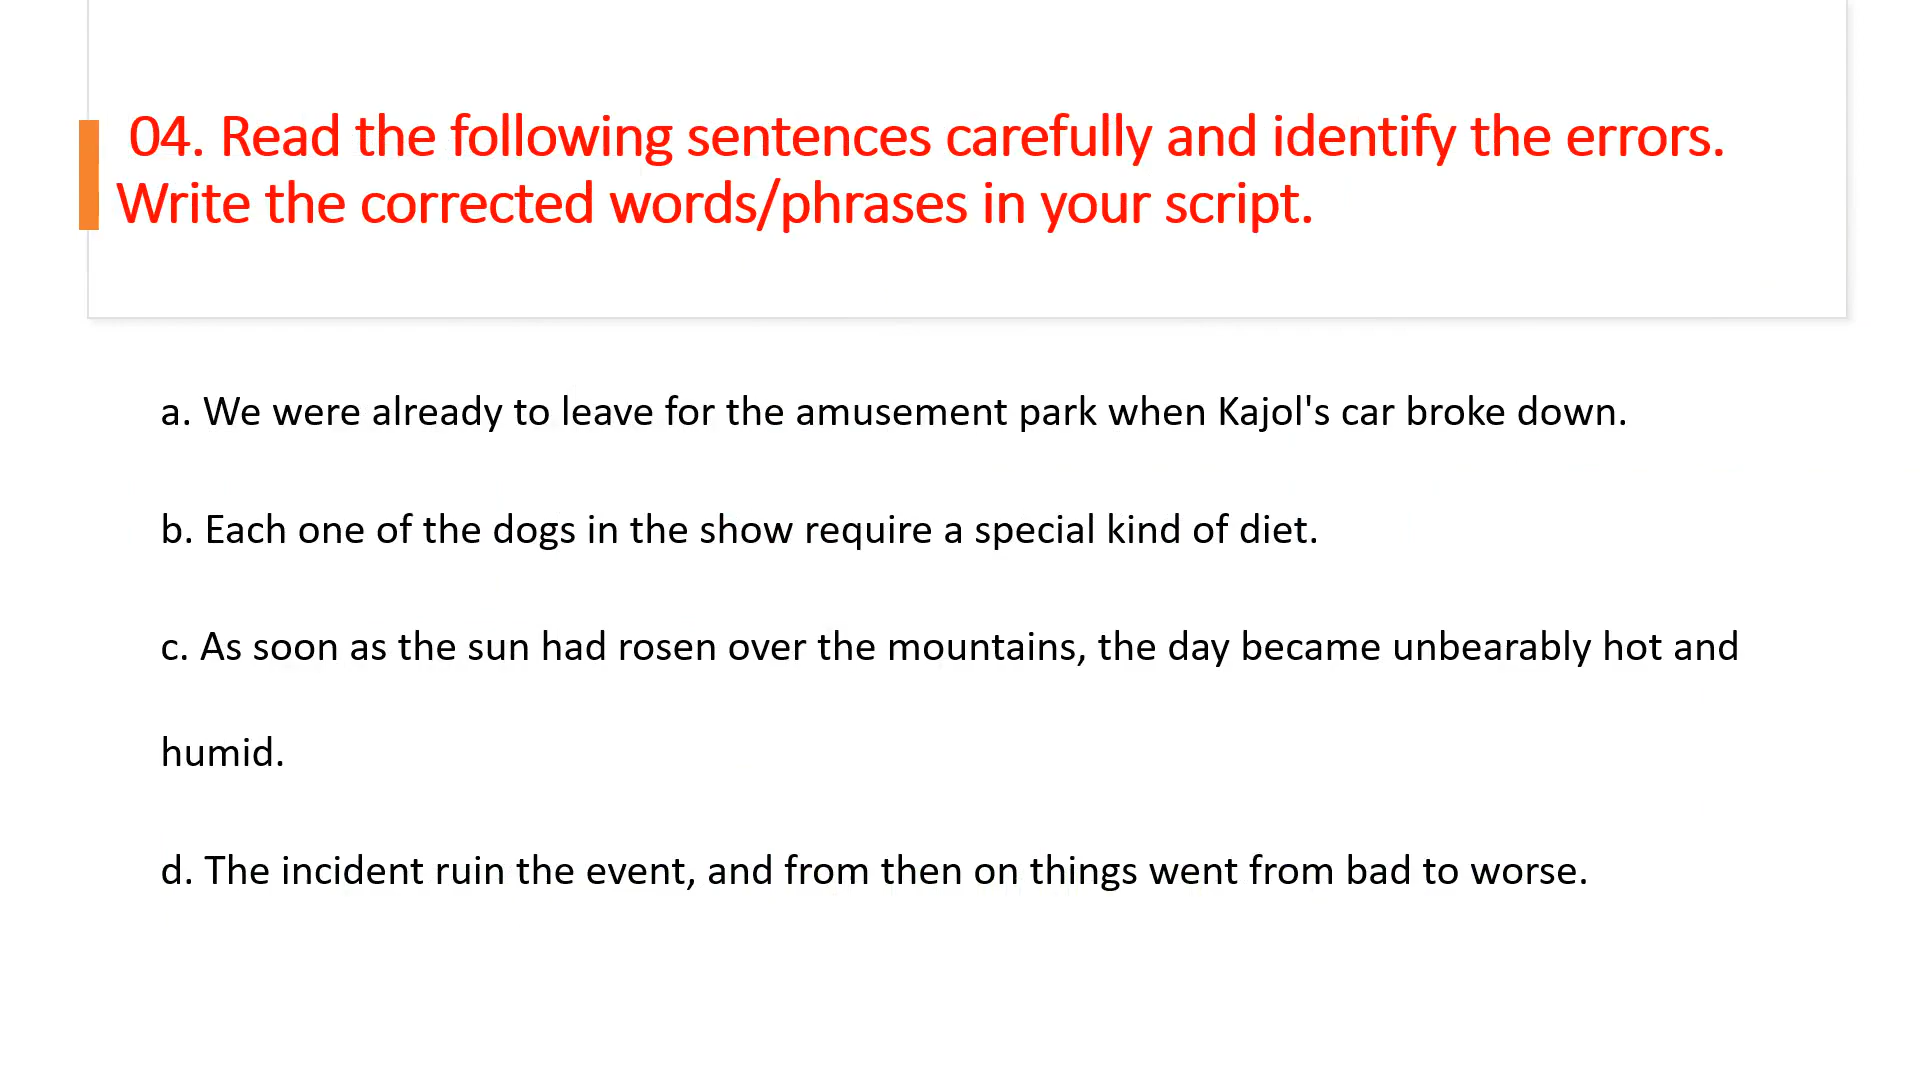 04. Read the following sentences carefully and identify the errors.
Write the corrected words/phrases in your script.
a. We were already to leave for the amusement park when Kajol's car broke down.
b. Each one of the dogs in the show require a special kind of diet.
c. As soon as the sun had rosen over the mountains, the day became unbearably hot and
humid.
d. The incident ruin the event, and from then on things went from bad to worse.